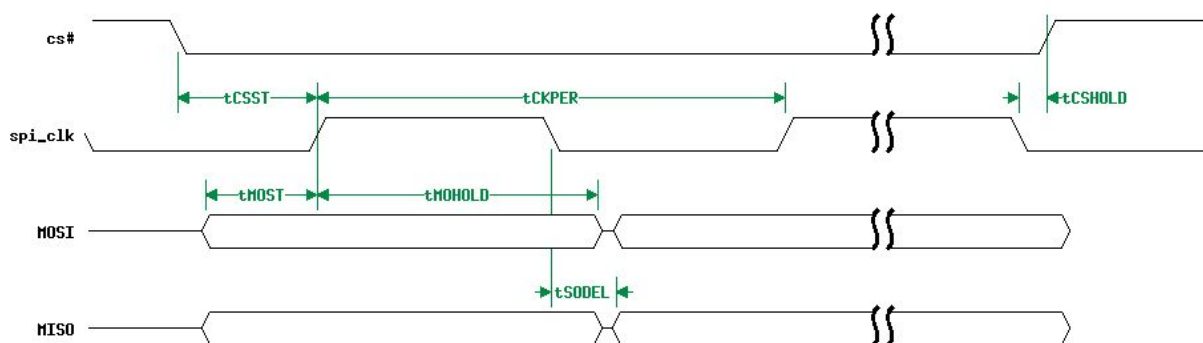 cs#
tCSST
tCKPER
tCSHOLD
spi_clk
tMOST
tMOHOLD
MOSI
tSODEL
MISO